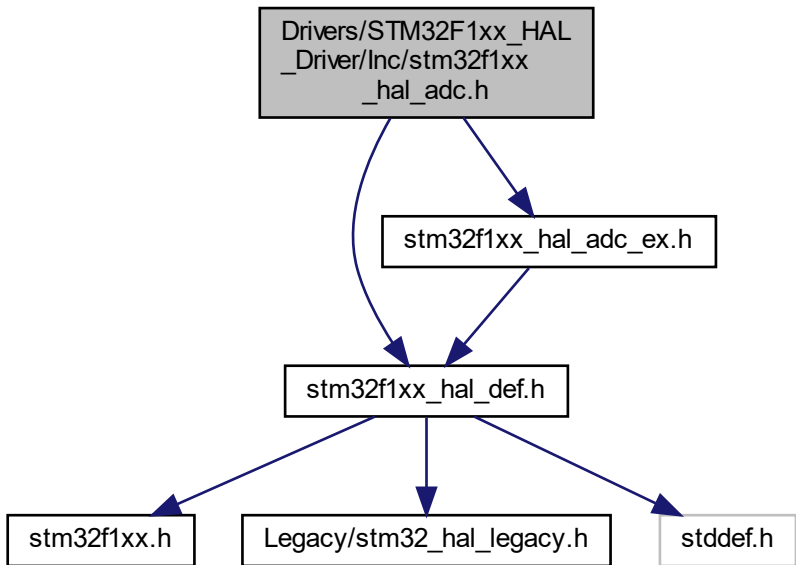 Drivers/STM32F1xx_HAL
_Driver/Inc/stm32f1xx
_hal_adc.h
stm32f1xx_hal_adc_ex.h
stm32f1xx_hal_def.h
stm32f1xx.h
Legacy/stm32_hal_legacy.h
stddef.h